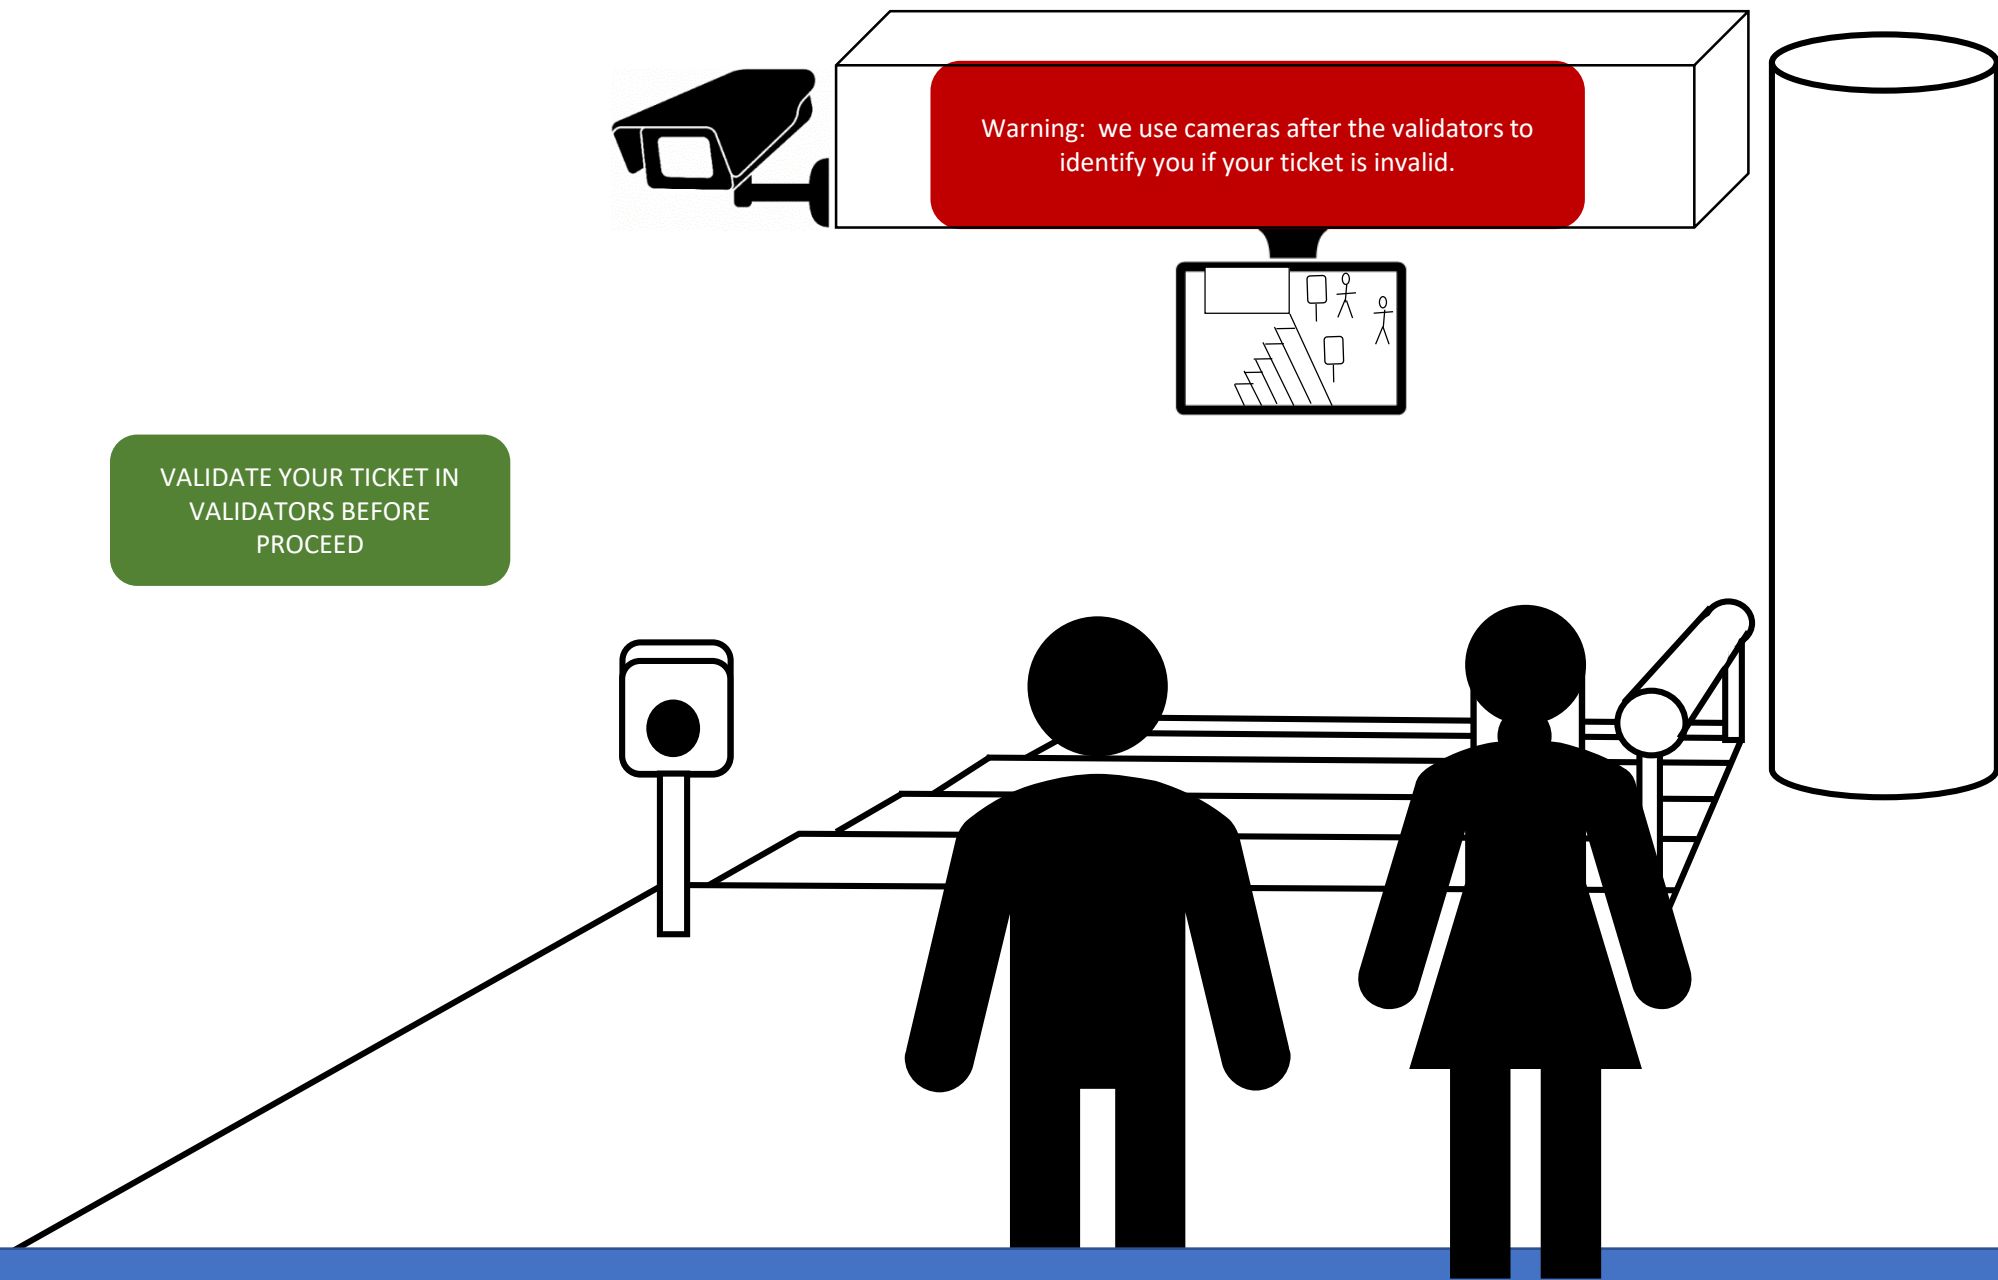 Warning:  we use cameras after the validators to
identify you if your ticket is invalid.
VALIDATE YOUR TICKET IN
VALIDATORS BEFORE
PROCEED